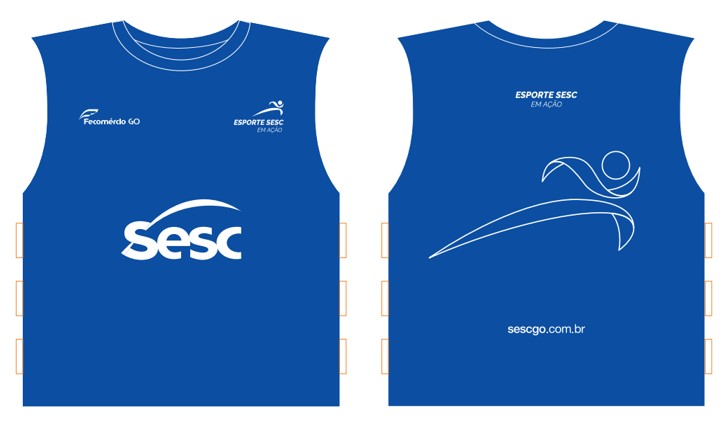 Fecomércio GO
ESPORTE SESC
EM AÇÃO
Sesc
ESPORTE SESC
EM AÇÃO
sescgo.com.br